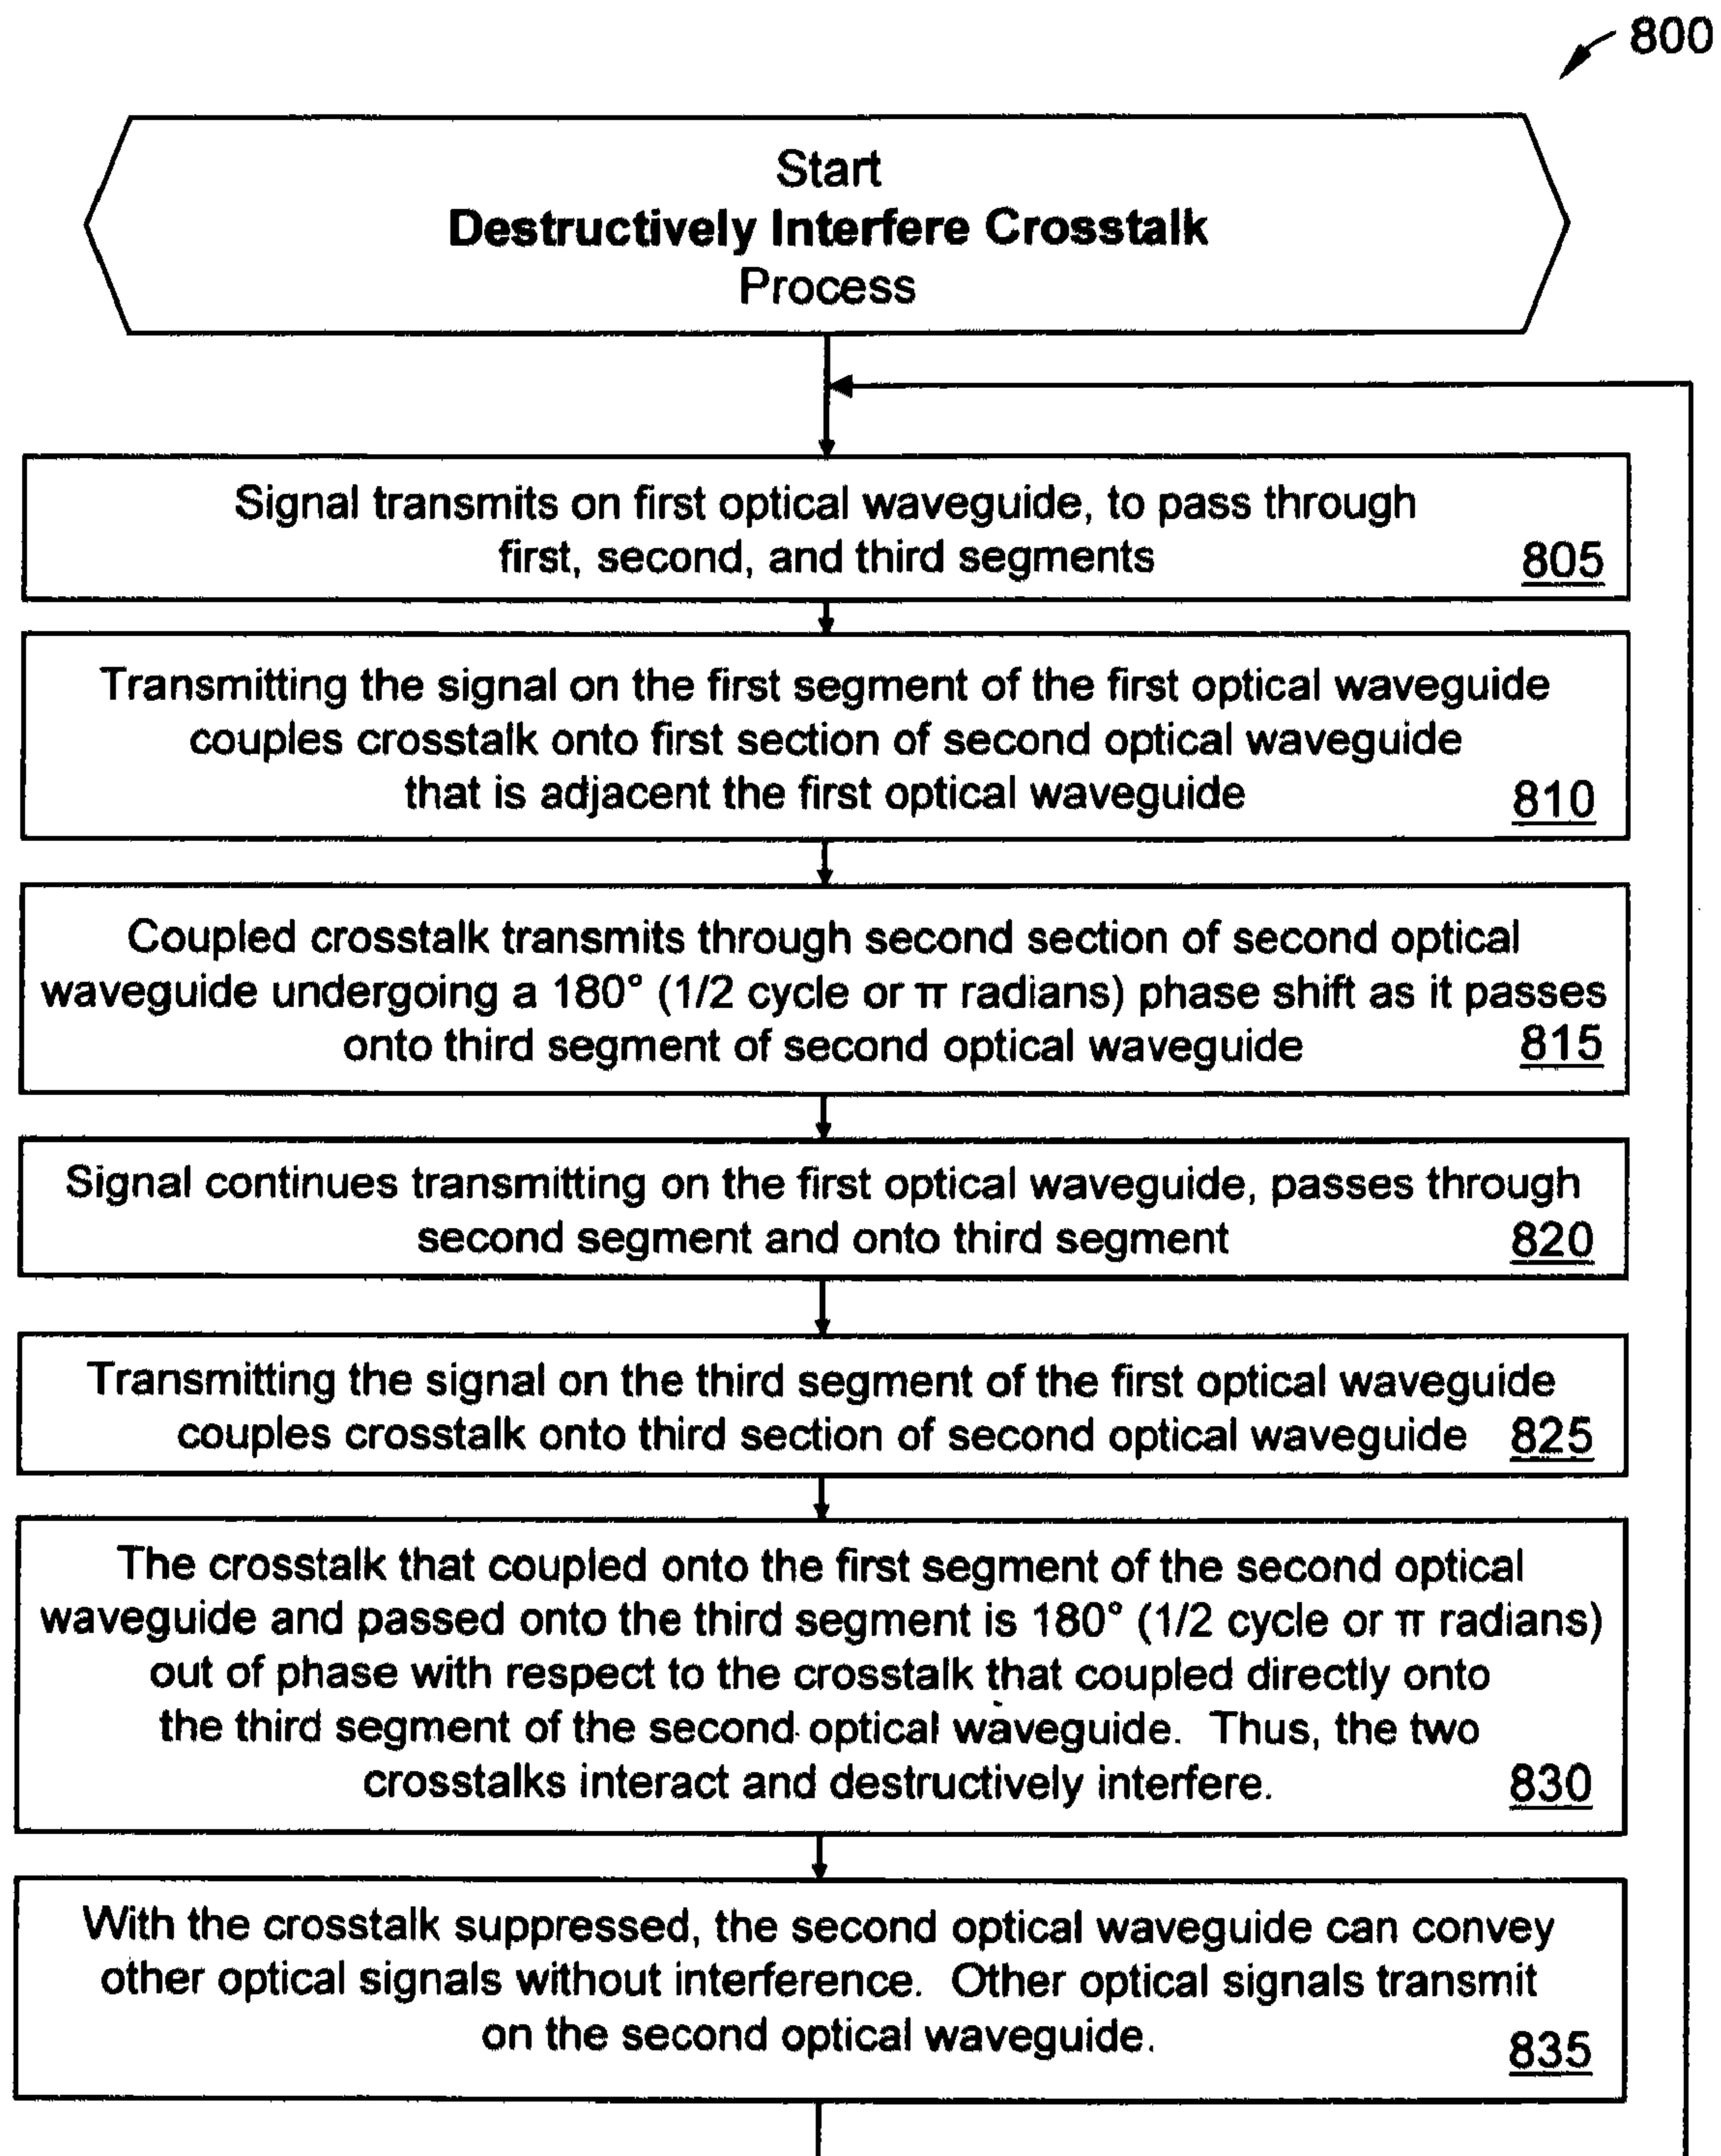 800
Start
Destructively Interfere Crosstalk
Process
Signal transmits on first optical waveguide, to pass through
first, second, and third segments
805
Transmitting the signal on the first segment of the first optical waveguide
couples crosstalk onto first section of second optical waveguide
that is adjacent the first optical waveguide
810
Coupled crosstalk transmits through second section of second optical
waveguide undergoing a 180° (1/2 cycle or π radians) phase shift as it passes
onto third segment of second optical waveguide
815
Signal continues transmitting on the first optical waveguide, passes through
second segment and onto third segment
820
Transmitting the signal on the third segment of the first optical waveguide
couples crosstalk onto third section of second optical waveguide
825
The crosstalk that coupled onto the first segment of the second optical
waveguide and passed onto the third segment is 180° (1/2 cycle or π radians)
out of phase with respect to the crosstalk that coupled directly onto
the third segment of the second optical waveguide. Thus, the two
crosstalks interact and destructively interfere.
830
With the crosstalk suppressed, the second optical waveguide can convey
other optical signals without interference. Other optical signals transmit
on the second optical waveguide.
835